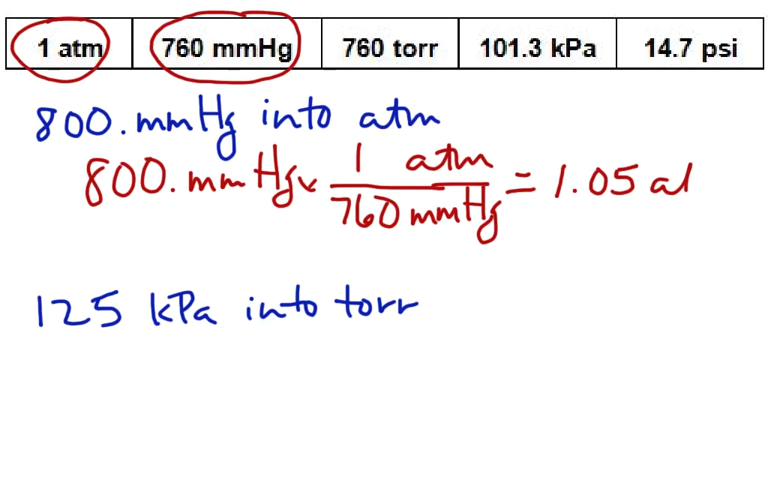 1 atm 760 mmHg 760 torr 101.3 kPa 14.7 psi
800. mmHg into atm
800. mmHg x 1 atm / 760 mmHg = 1.05 at
125 kPa into torr